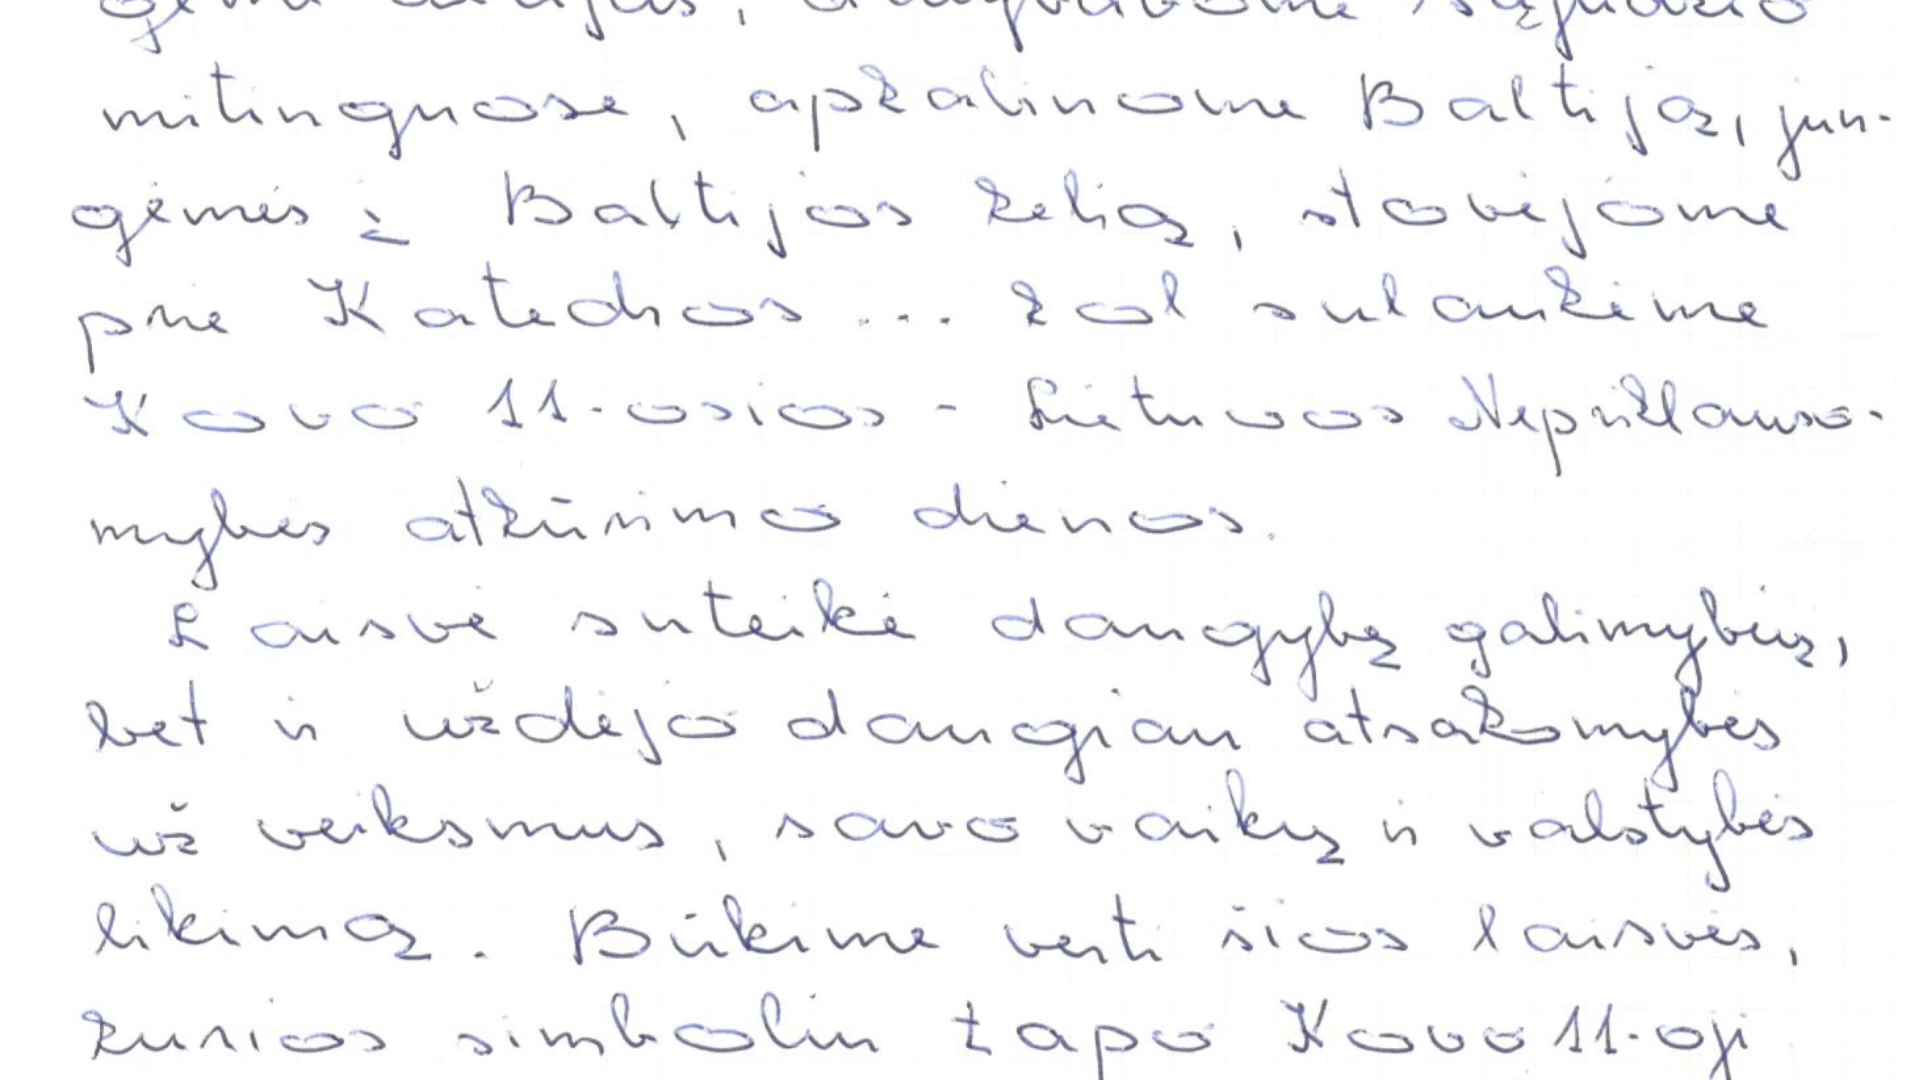 dalyvavome Sąjūdžio
mitinguose, apkabinome Baltiją, jun-
gėmės į Baltijos kelią, stovėjome
prie Katedros ... kol sulaukėme
Kovo 11-osios - Lietuvos Nepriklauso-
mybės atkūrimo dienos.
Laisvė suteikė daugybę galimybių,
bet ir uždėjo daugiau atsakomybės
už veiksmus, savo vaikų ir valstybės
likimą. Būkime verti šios laisvės,
kurios simboliu tapo Kovo 11-oji